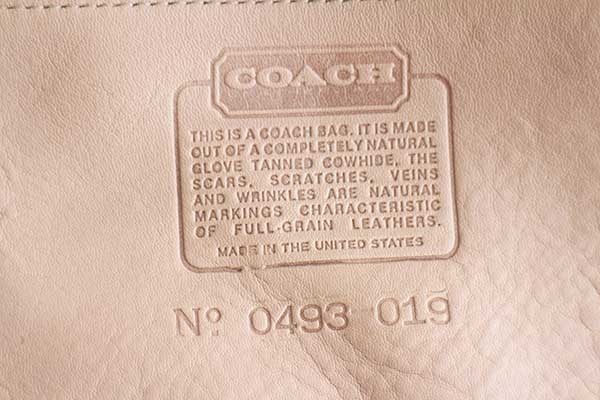 COACH
THIS IS A COACH BAG. IT IS MADE
OUT OF A COMPLETELY NATURAL
GLOVE TANNED COWHIDE, THE
SCARS, SCRATCHES, VEINS
AND WRINKLES ARE NATURAL
MARKINGS CHARACTERISTIC
OF FULL-GRAIN LEATHERS.
MADE IN THE UNITED STATES
Nº 0493 019